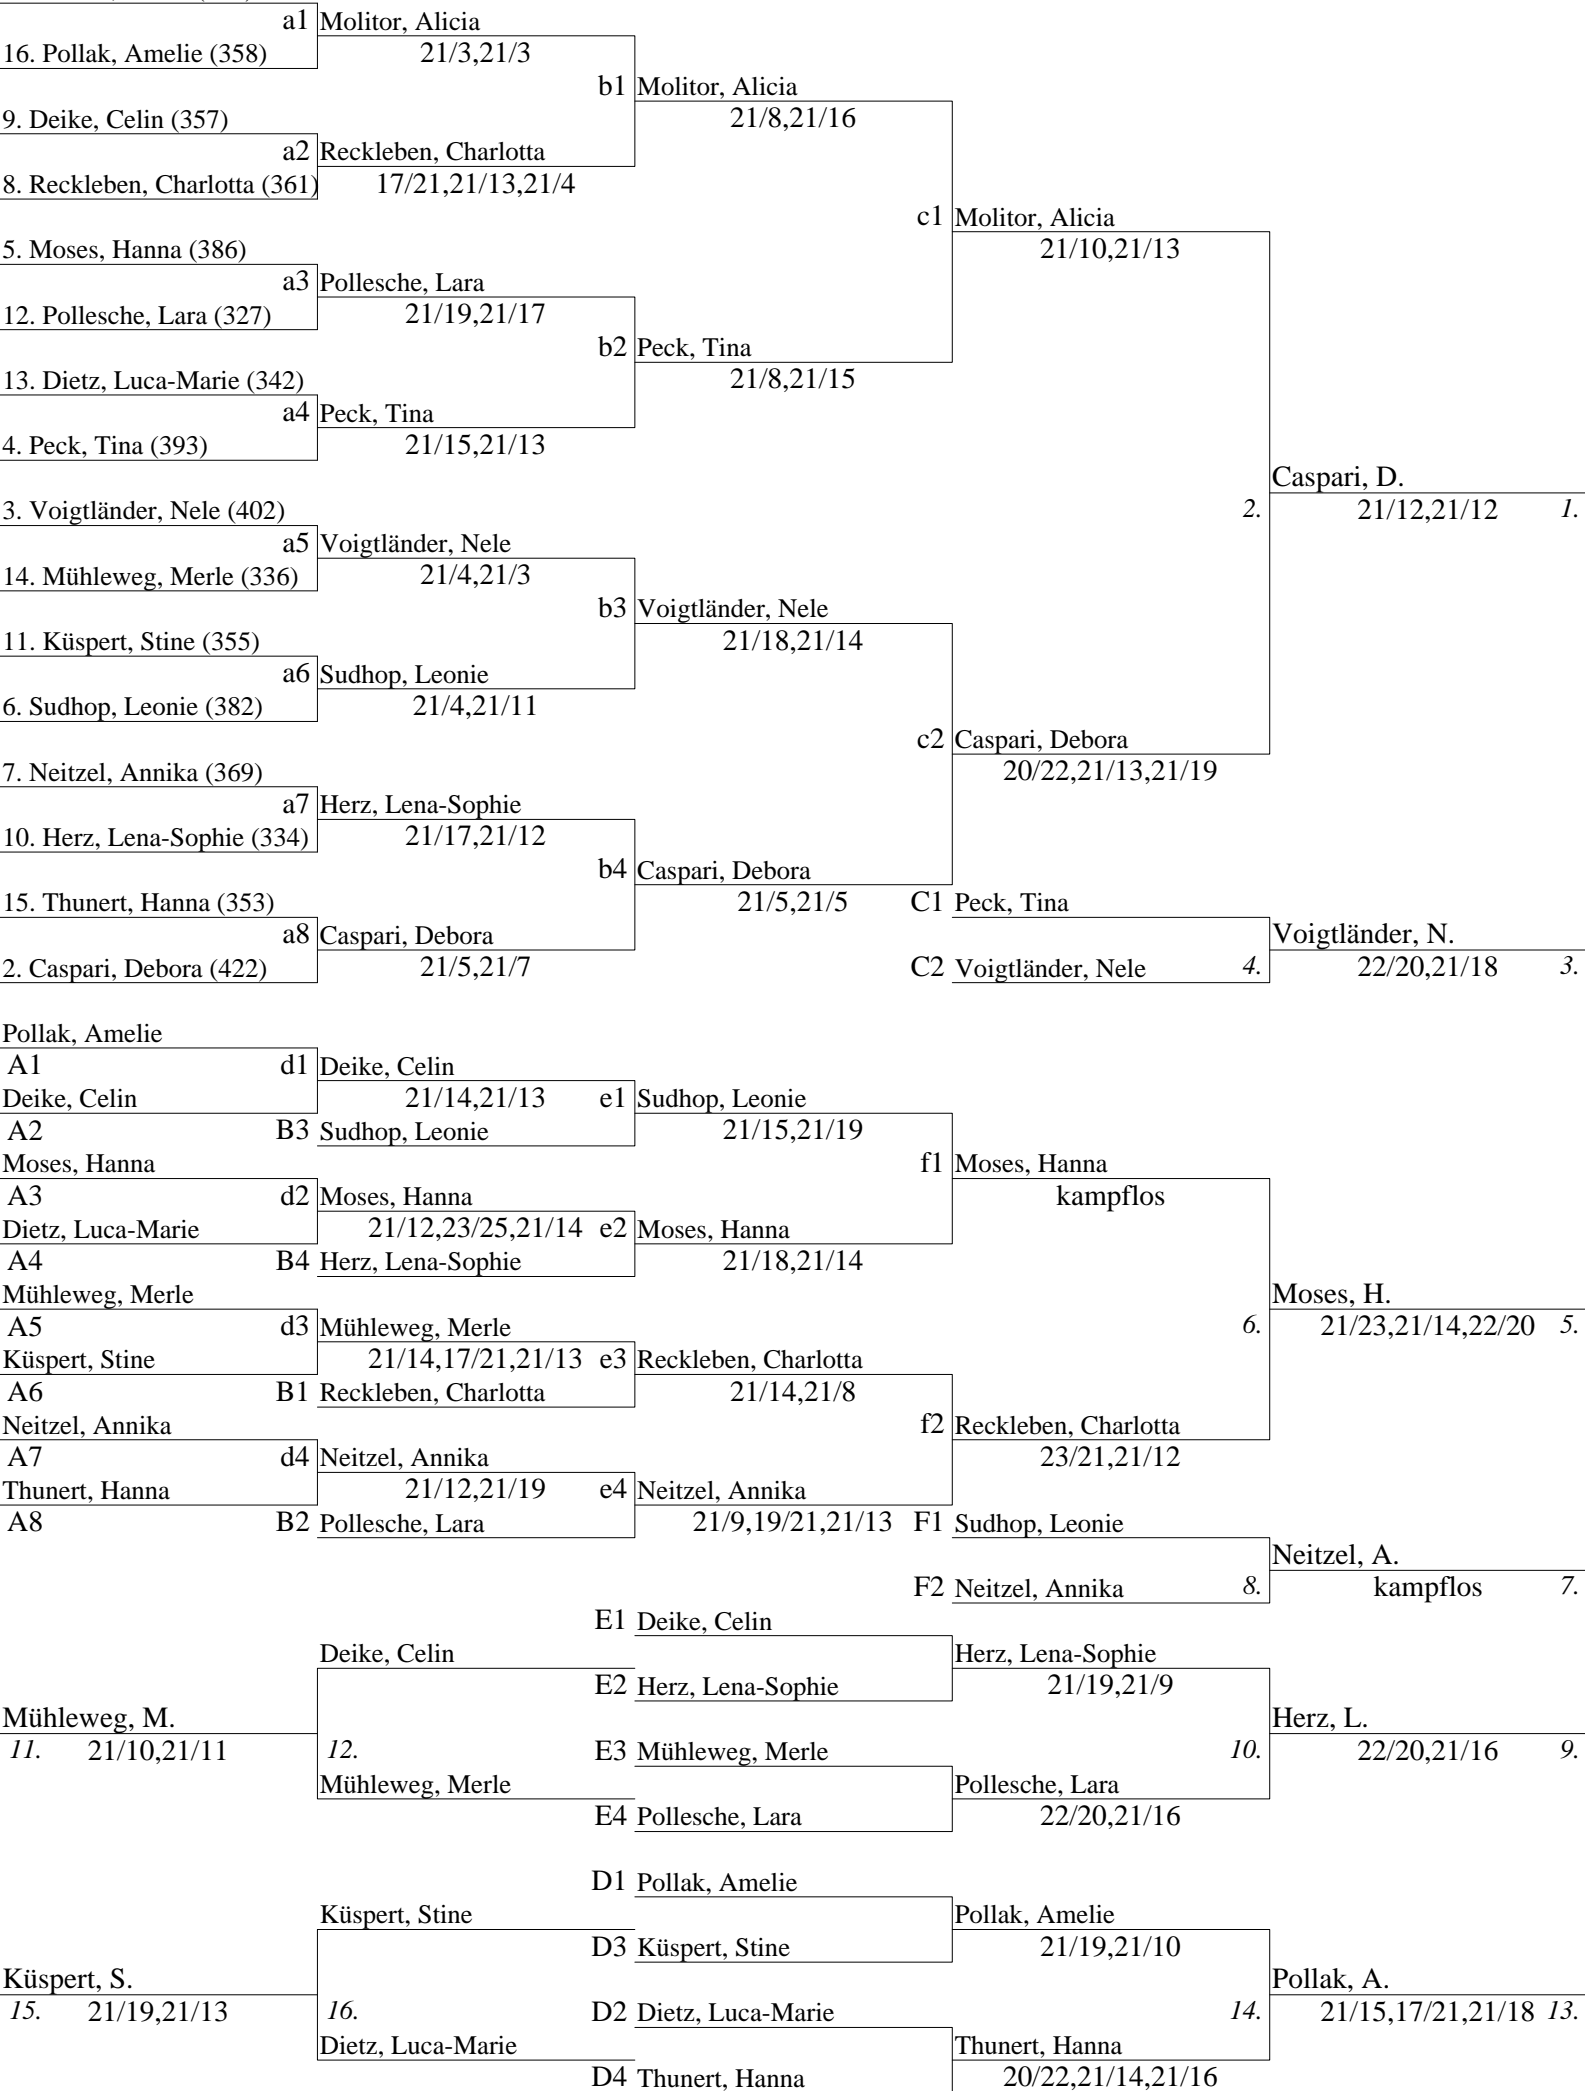 a1 Molitor, Alicia
16. Pollak, Amelie (358)
21/3,21/3
b1 Molitor, Alicia
9. Deike, Celin (357)
21/8,21/16
a2 Reckleben, Charlotta
8. Reckleben, Charlotta (361)
17/21,21/13,21/4
c1 Molitor, Alicia
5. Moses, Hanna (386)
21/10,21/13
a3 Pollesche, Lara
12. Pollesche, Lara (327)
21/19,21/17
b2 Peck, Tina
13. Dietz, Luca-Marie (342)
21/8,21/15
a4 Peck, Tina
4. Peck, Tina (393)
21/15,21/13
Caspari, D.
3. Voigtländer, Nele (402)
2.
21/12,21/12
1.
a5 Voigtländer, Nele
14. Mühleweg, Merle (336)
21/4,21/3
b3 Voigtländer, Nele
11. Küspert, Stine (355)
21/18,21/14
a6 Sudhop, Leonie
6. Sudhop, Leonie (382)
21/4,21/11
c2 Caspari, Debora
7. Neitzel, Annika (369)
20/22,21/13,21/19
a7 Herz, Lena-Sophie
10. Herz, Lena-Sophie (334)
21/17,21/12
b4 Caspari, Debora
15. Thunert, Hanna (353)
21/5,21/5
C1 Peck, Tina
a8 Caspari, Debora
Voigtländer, N.
2. Caspari, Debora (422)
21/5,21/7
C2 Voigtländer, Nele
4.
22/20,21/18
3.
Pollak, Amelie
A1
d1 Deike, Celin
Deike, Celin
21/14,21/13
e1 Sudhop, Leonie
A2
B3 Sudhop, Leonie
21/15,21/19
Moses, Hanna
f1 Moses, Hanna
A3
d2 Moses, Hanna
kampflos
Dietz, Luca-Marie
21/12,23/25,21/14
e2 Moses, Hanna
A4
B4 Herz, Lena-Sophie
21/18,21/14
Mühleweg, Merle
Moses, H.
A5
d3 Mühleweg, Merle
6.
21/23,21/14,22/20
5.
Küspert, Stine
21/14,17/21,21/13
e3 Reckleben, Charlotta
A6
B1 Reckleben, Charlotta
21/14,21/8
Neitzel, Annika
f2 Reckleben, Charlotta
A7
d4 Neitzel, Annika
23/21,21/12
Thunert, Hanna
21/12,21/19
e4 Neitzel, Annika
A8
B2 Pollesche, Lara
21/9,19/21,21/13
F1 Sudhop, Leonie
Neitzel, A.
F2 Neitzel, Annika
8.
kampflos
7.
E1 Deike, Celin
Deike, Celin
Herz, Lena-Sophie
E2 Herz, Lena-Sophie
21/19,21/9
Mühleweg, M.
Herz, L.
11.
21/10,21/11
12.
E3 Mühleweg, Merle
10.
22/20,21/16
9.
Mühleweg, Merle
Pollesche, Lara
E4 Pollesche, Lara
22/20,21/16
D1 Pollak, Amelie
Küspert, Stine
Pollak, Amelie
D3 Küspert, Stine
21/19,21/10
Küspert, S.
Pollak, A.
15.
21/19,21/13
16.
D2 Dietz, Luca-Marie
14.
21/15,17/21,21/18
13.
Dietz, Luca-Marie
Thunert, Hanna
D4 Thunert, Hanna
20/22,21/14,21/16